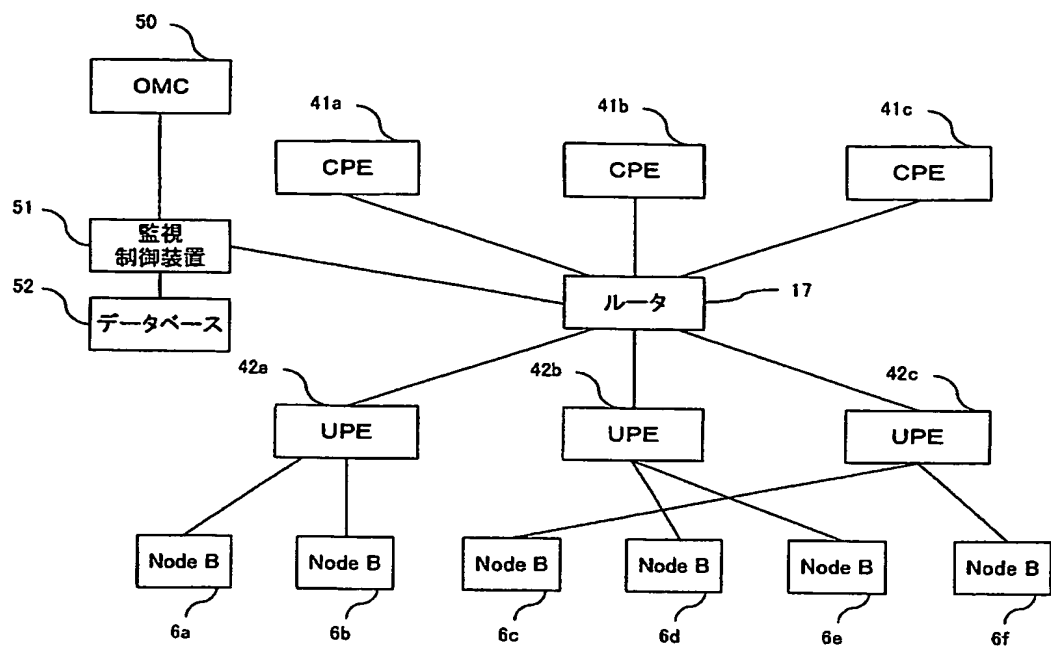 50
OMC
41a
41b
41c
CPE
CPE
CPE
51
監視
制御装置
52
データベース
ルータ
17
42a
42b
42c
UPE
UPE
UPE
Node B
Node B
Node B
Node B
Node B
Node B
6a
6b
6c
6d
6e
6f